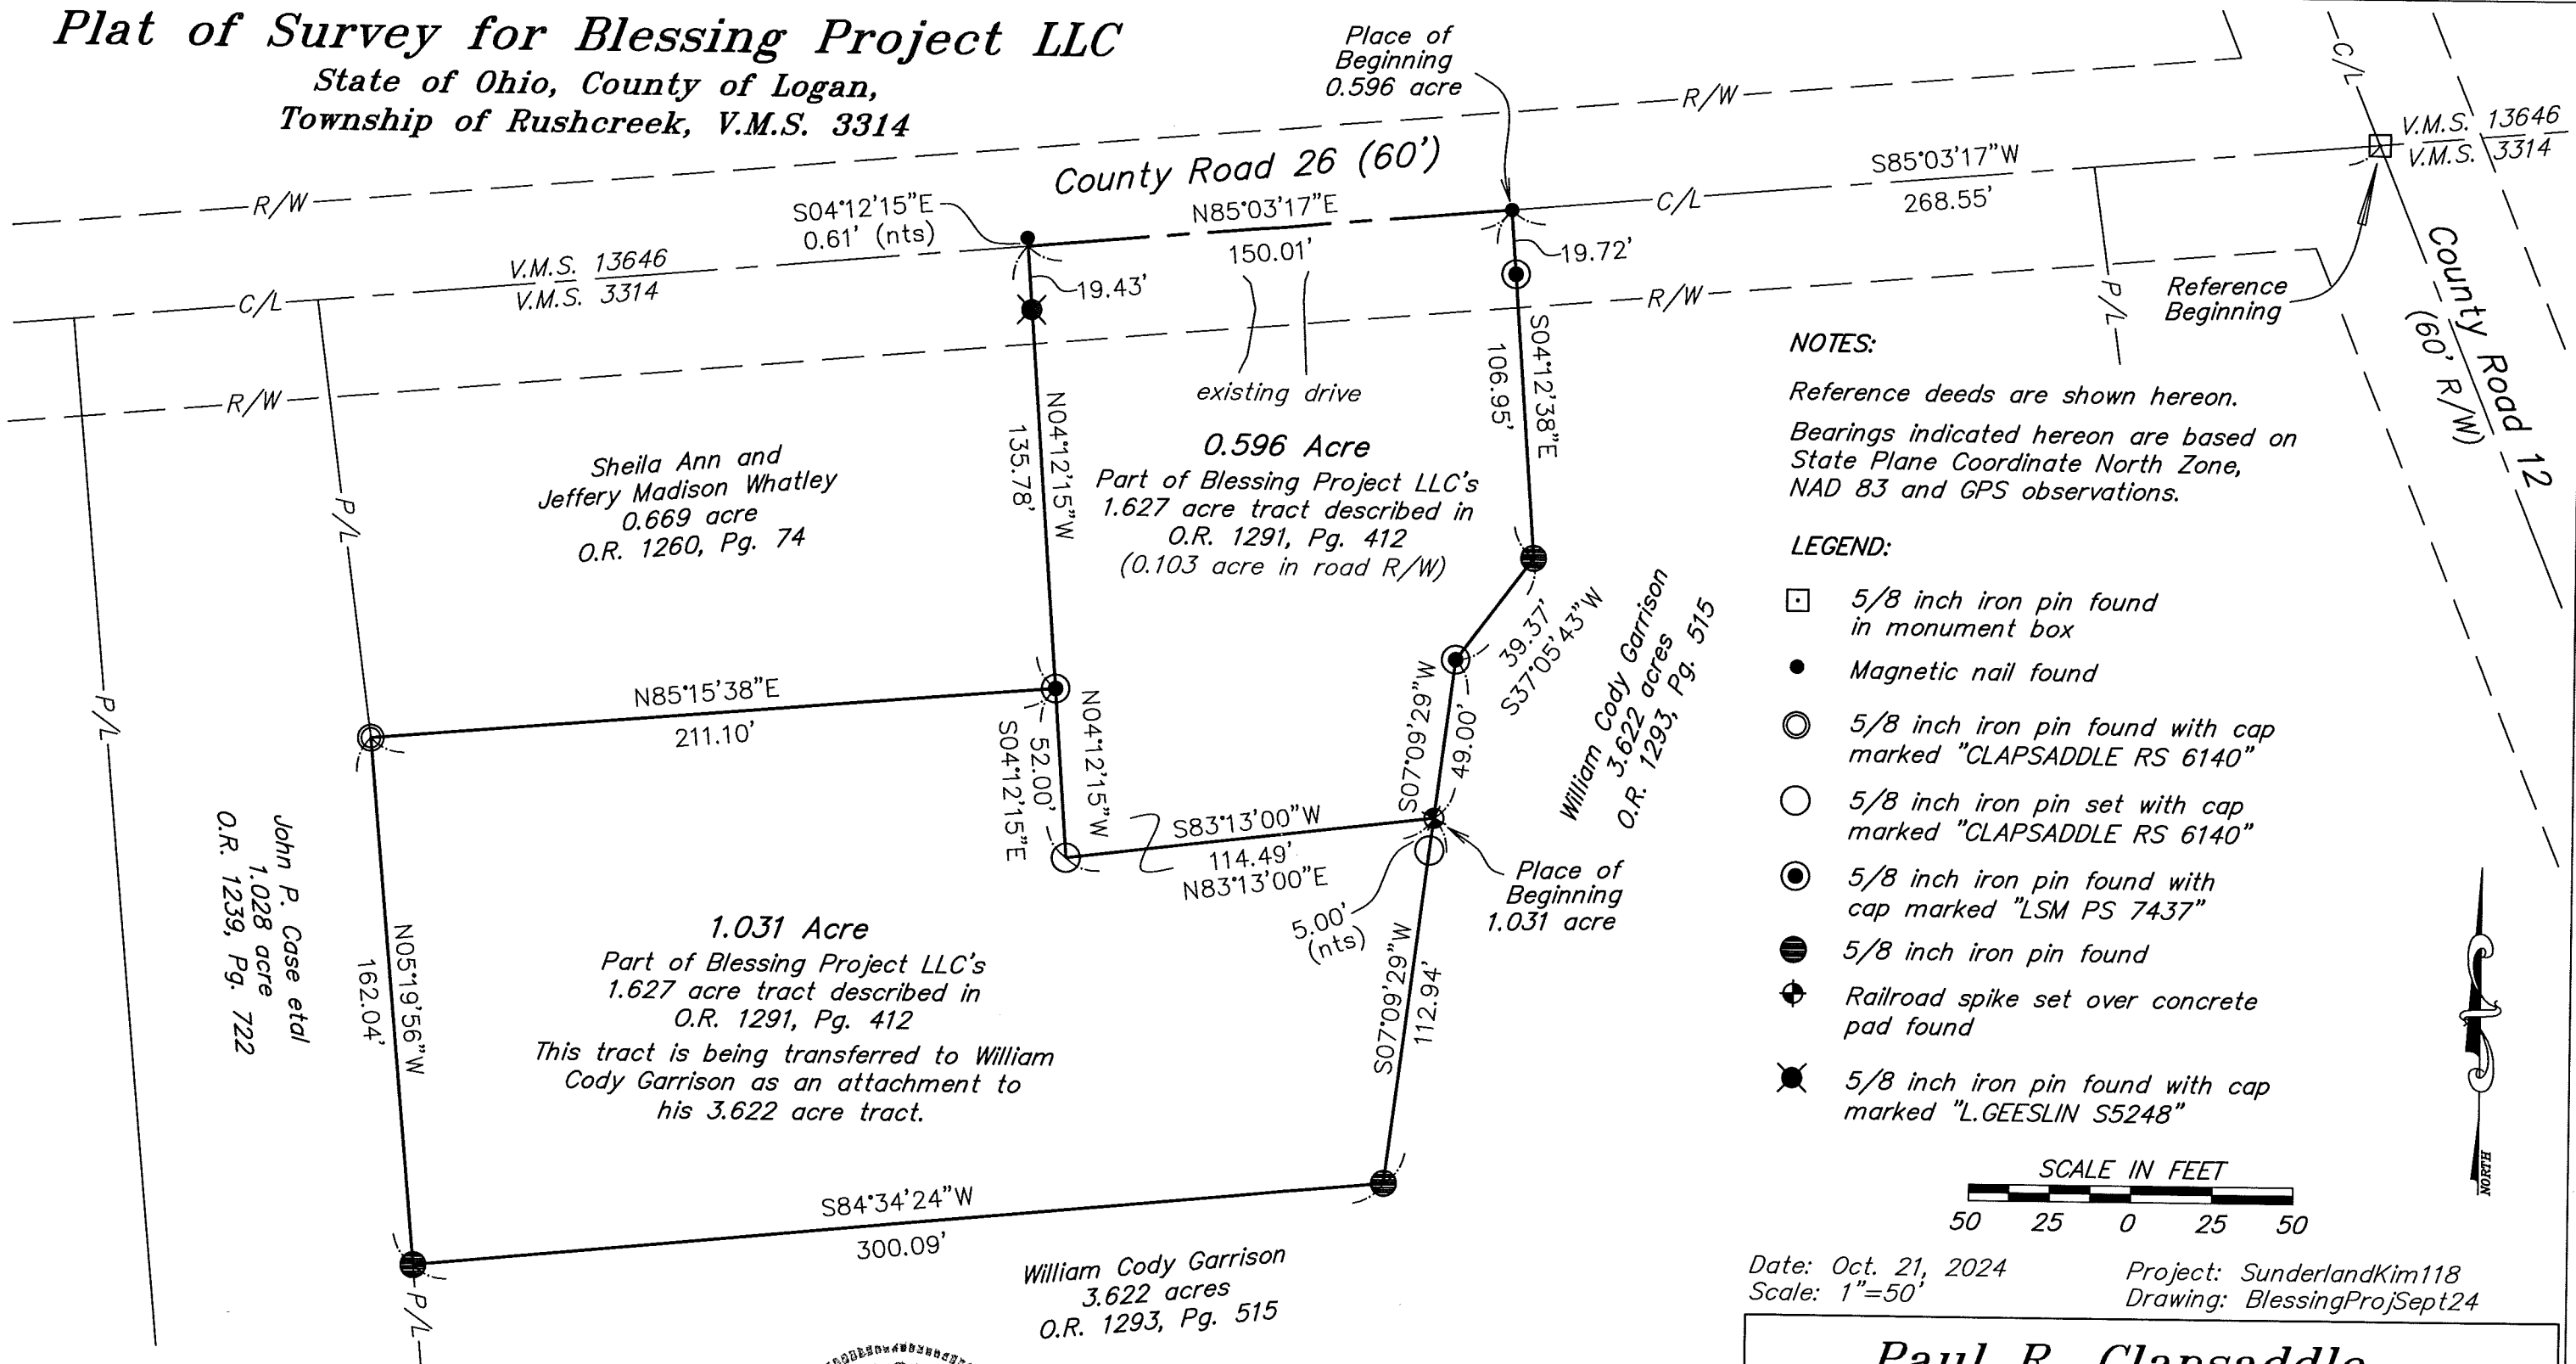 Plat of Survey for Blessing Project LLC
State of Ohio, County of Logan,
Township of Rushcreek, V.M.S. 3314
Place of
Beginning
0.596 acre
R/W
C/L
V.M.S. 13646
V.M.S. 3314
County Road 26 (60')
S85°03'17"W
268.55'
C/L
R/W
S04°12'15"E
0.61' (nts)
N85°03'17"E
150.01'
19.72'
19.43'
V.M.S. 13646
V.M.S. 3314
C/L
R/W
R/W
P/L
Reference
Beginning
County Road 12
(60' R/W)
existing drive
S04°12'38"E
106.95'
N04°12'15"W
135.78'
Sheila Ann and
Jeffery Madison Whatley
0.669 acre
O.R. 1260, Pg. 74
0.596 Acre
Part of Blessing Project LLC's
1.627 acre tract described in
O.R. 1291, Pg. 412
(0.103 acre in road R/W)
P/L
P/L
39.37'
S37°05'43"W
William Cody Garrison
3.622 acres
O.R. 1293, Pg. 515
S07°09'29"W
49.00'
N85°15'38"E
211.10'
N04°12'15"W
52.00'
S04°12'15"E
S83°13'00"W
114.49'
N83°13'00"E
Place of
Beginning
1.031 acre
5.00'
(nts)
S07°09'29"W
112.94'
John P. Case etal
1.028 acre
O.R. 1239, Pg. 722
N05°19'56"W
162.04'
1.031 Acre
Part of Blessing Project LLC's
1.627 acre tract described in
O.R. 1291, Pg. 412
This tract is being transferred to William
Cody Garrison as an attachment to
his 3.622 acre tract.
S84°34'24"W
300.09'
P/L
William Cody Garrison
3.622 acres
O.R. 1293, Pg. 515
NOTES:
Reference deeds are shown hereon.
Bearings indicated hereon are based on
State Plane Coordinate North Zone,
NAD 83 and GPS observations.
LEGEND:
5/8 inch iron pin found
in monument box
Magnetic nail found
5/8 inch iron pin found with cap
marked "CLAPSADDLE RS 6140"
5/8 inch iron pin set with cap
marked "CLAPSADDLE RS 6140"
5/8 inch iron pin found with
cap marked "LSM PS 7437"
5/8 inch iron pin found
Railroad spike set over concrete
pad found
5/8 inch iron pin found with cap
marked "L.GEESLIN S5248"
NORTH
SCALE IN FEET
50 25 0 25 50
Date: Oct. 21, 2024
Scale: 1"=50'
Project: SunderlandKim118
Drawing: BlessingProjSept24
Paul R. Clapsaddle